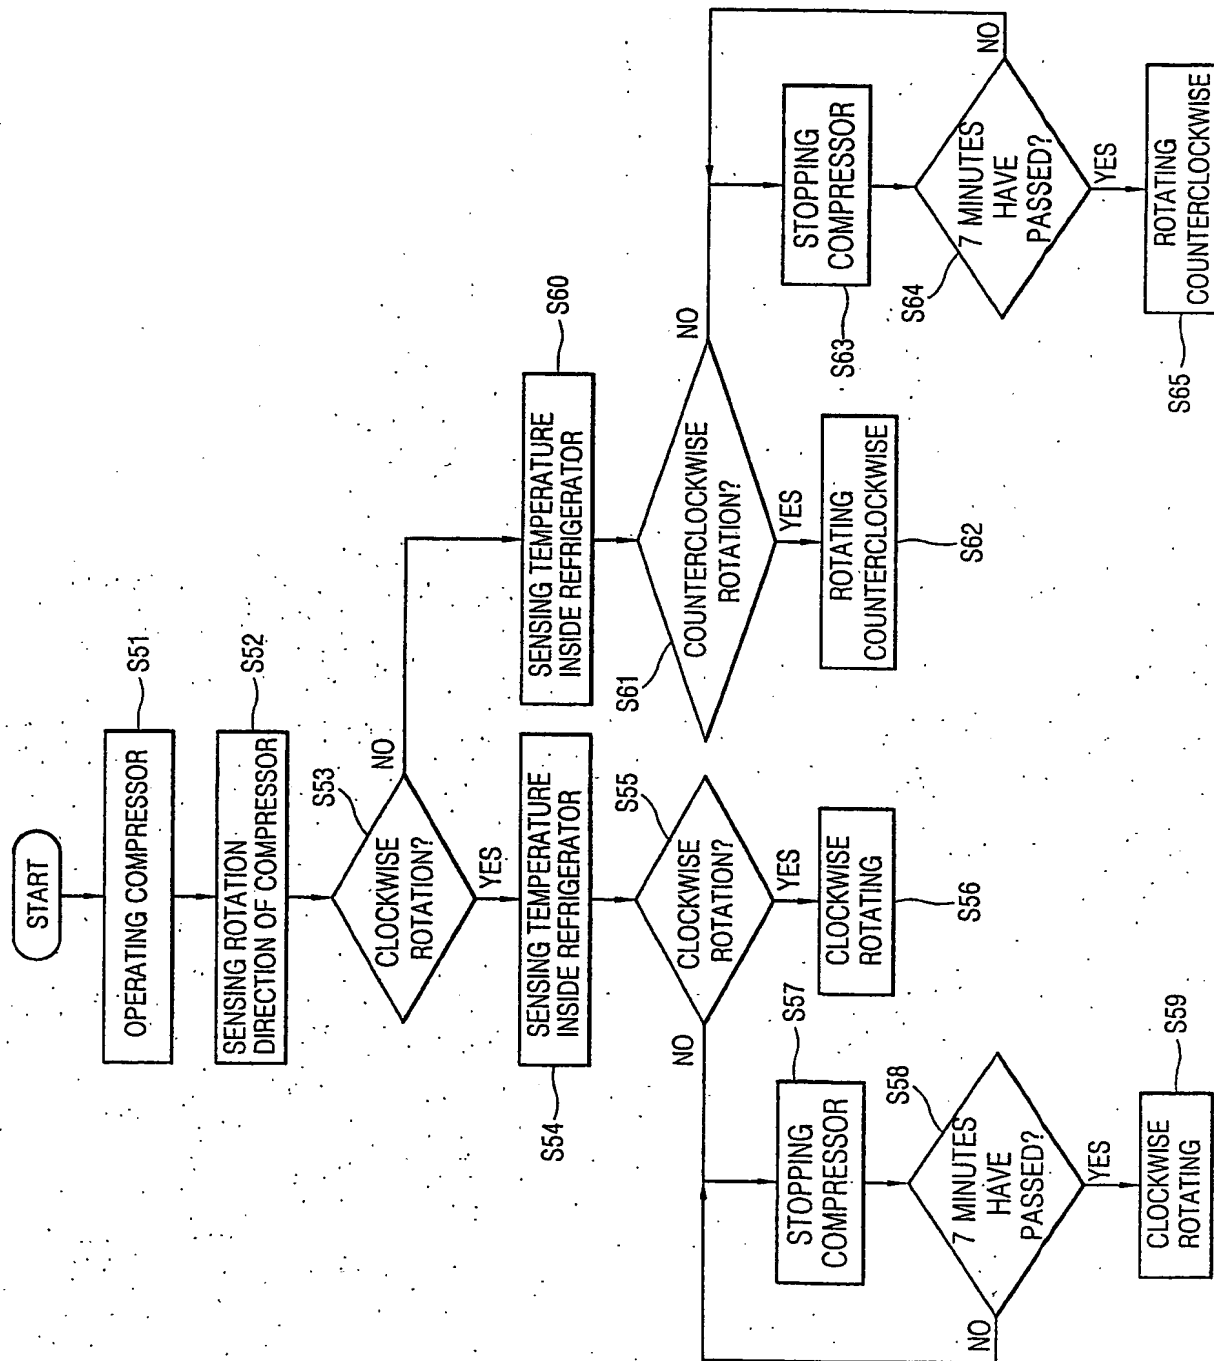 START
OPERATING COMPRESSOR
S51
SENSING ROTATION
DIRECTION OF COMPRESSOR
S52
CLOCKWISE
ROTATION?
S53
NO
YES
SENSING TEMPERATURE
INSIDE REFRIGERATOR
S54
CLOCKWISE
ROTATION?
S55
NO
YES
CLOCKWISE
ROTATING
S56
STOPPING
COMPRESSOR
S57
7 MINUTES
HAVE
PASSED?
S58
NO
YES
CLOCKWISE
ROTATING
S59
SENSING TEMPERATURE
INSIDE REFRIGERATOR
S60
COUNTERCLOCKWISE
ROTATION?
S61
NO
YES
ROTATING
COUNTERCLOCKWISE
S62
STOPPING
COMPRESSOR
S63
7 MINUTES
HAVE
PASSED?
S64
NO
YES
ROTATING
COUNTERCLOCKWISE
S65